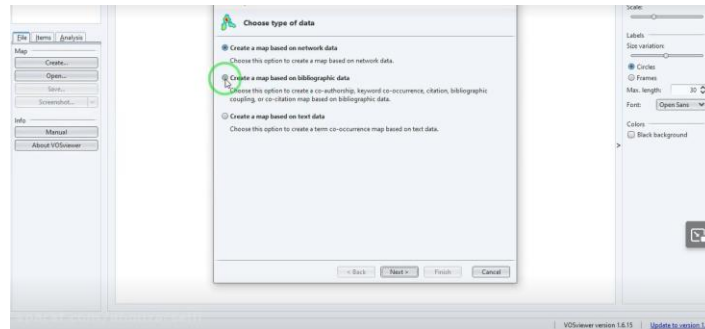 Choose type of data
Create a map based on network data
Choose this option to create a map based on network data.
Create a map based on bibliographic data
Choose this option to create a co-authorship, keyword co-occurrence, citation, bibliographic
coupling, or co-citation map based on bibliographic data.
Create a map based on text data
Choose this option to create a term co-occurrence map based on text data.
< Back
Next >
Finish
Cancel
File
Items
Analysis
Map
Create...
Open...
Save...
Screenshot...
Info
Manual
About VOSviewer
Scale:
Labels
Size variation:
Circles
Frames
Max. length:
30
Font:
Open Sans
Colors
Black background
VOSviewer version 1.6.15
Update to version 1